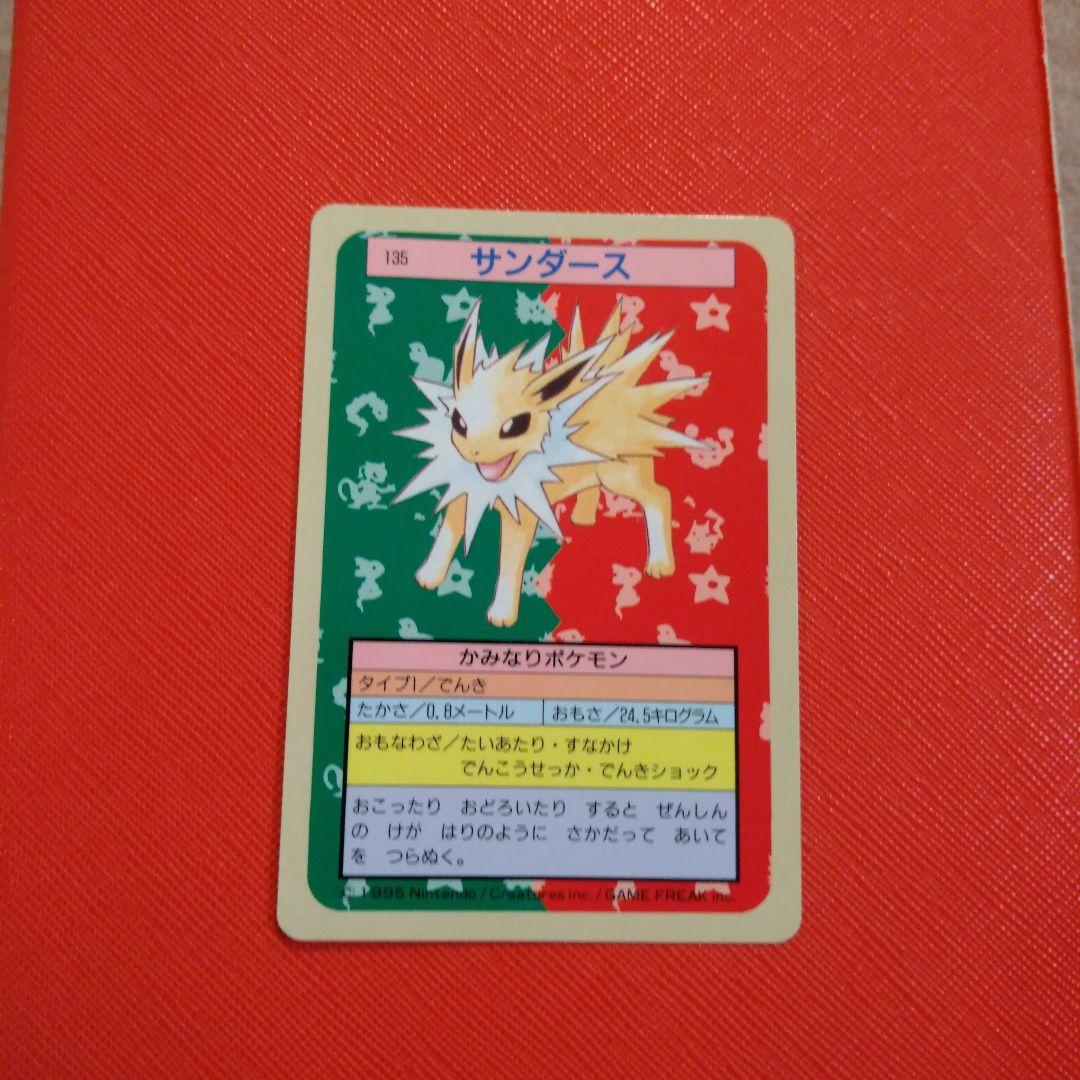 135 サンダース
かみなりポケモン
タイプ1／でんき
たかさ／0.8メートル おもさ／24.5キログラム
おもなわざ／たいあたり・すなかけ
でんこうせっか・でんきショック
おこったり おどろいたり すると ぜんしん
の けが はりのように さかだって あいて
を つらぬく。
© 1995 Nintendo / Creatures inc. / GAME FREAK inc.